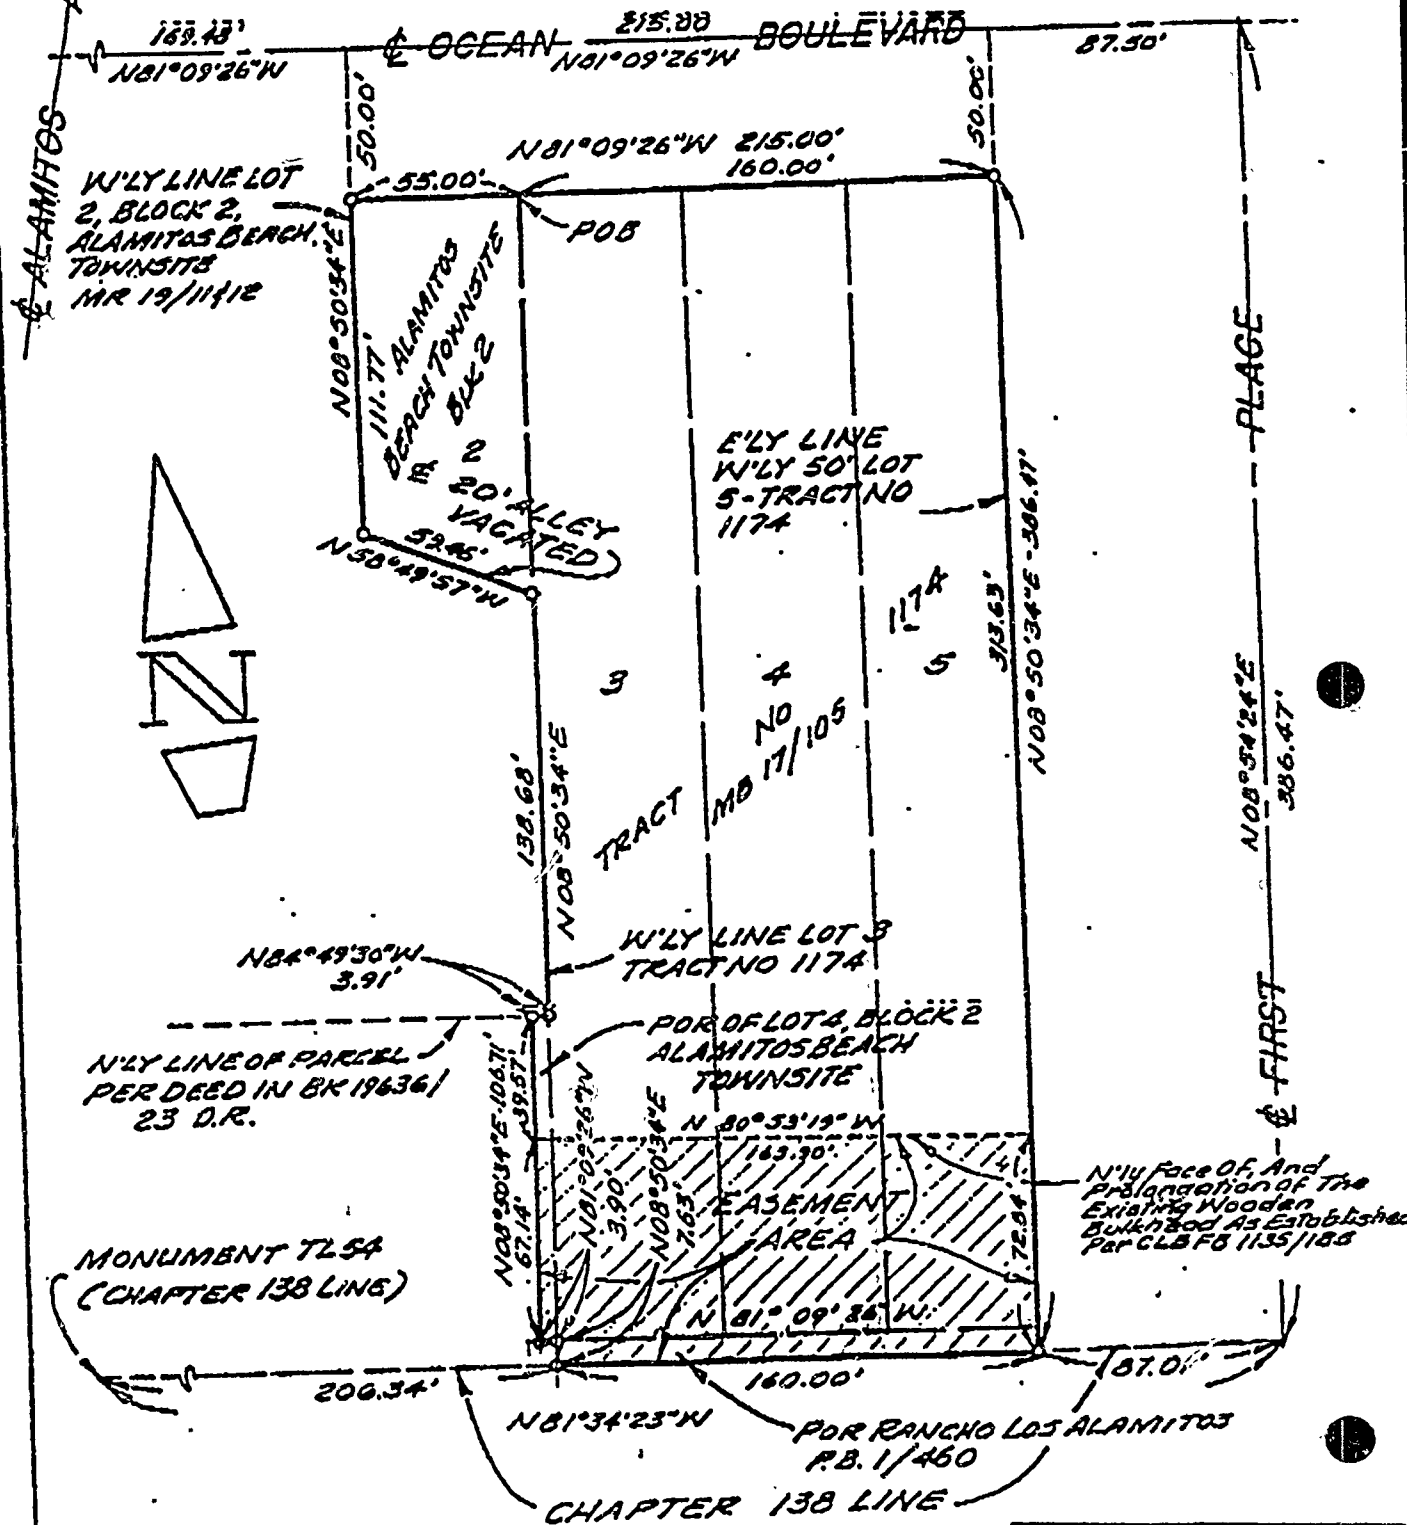 169.43'
N81°09'26"W
℄ OCEAN
215.00
N81°09'26"W
BOULEVARD
87.50'
℄ ALAMITOS
50.00'
50.00'
N81°09'26"W 215.00'
160.00'
55.00'
POB
W'LY LINE LOT
2, BLOCK 2,
ALAMITOS BEACH
TOWNSITE
MR 19/11&12
N08°50'34"E
111.77'
ALAMITOS
BEACH TOWNSITE
BLK 2
2
20' ALLEY
VACATED
59.46'
N58°49'57"W
E'LY LINE
W'LY 50' LOT
5-TRACT NO
1174
1174
3
4
5
NO
TRACT
MB 17/105
313.63'
N08°50'34"E-386.47'
PLACE
N08°54'24"E
386.47'
℄ FIRST
N
138.68'
N08°50'34"E
N84°49'30"W
3.91'
W'LY LINE LOT 3
TRACT NO 1174
N'LY LINE OF PARCEL
PER DEED IN BK 19636/
23 O.R.
POR OF LOT 4, BLOCK 2
ALAMITOS BEACH
TOWNSITE
N08°50'34"E-106.71'
39.57'
67.14'
N81°09'26"W
3.90'
N08°50'34"E
7.63'
N 80°53'19" W
163.90'
EASEMENT
AREA
72.84'
N'ly Face Of, And
Prolongation of The
Existing Wooden
Bulkhead As Established
Per CLB FB 1135/188
MONUMENT TL54
(CHAPTER 138 LINE)
N 81° 09' 26" W
206.34'
160.00'
87.01'
N81°34'23"W
POR RANCHO LOS ALAMITOS
P.B. 1/460
CHAPTER 138 LINE